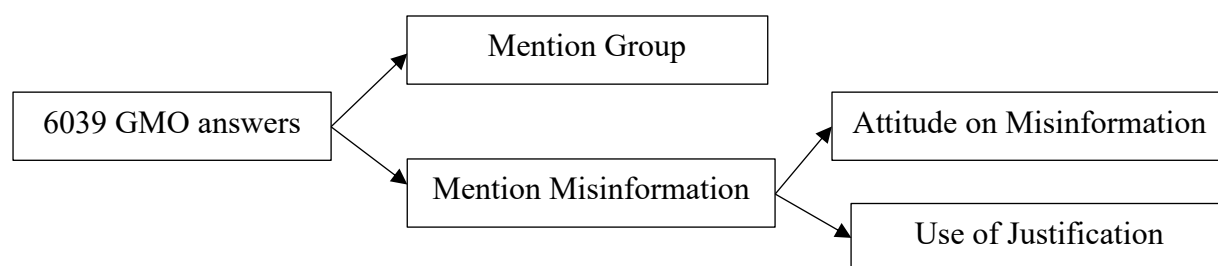 Mention Group
6039 GMO answers
Attitude on Misinformation
Mention Misinformation
Use of Justification